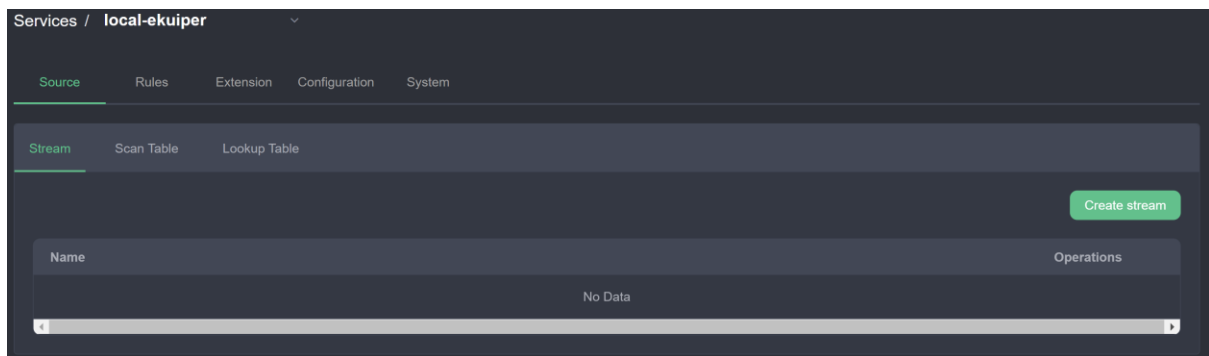 Services / local-ekuiper
Source Rules Extension Configuration System
Stream Scan Table Lookup Table
Create stream
Name Operations
No Data